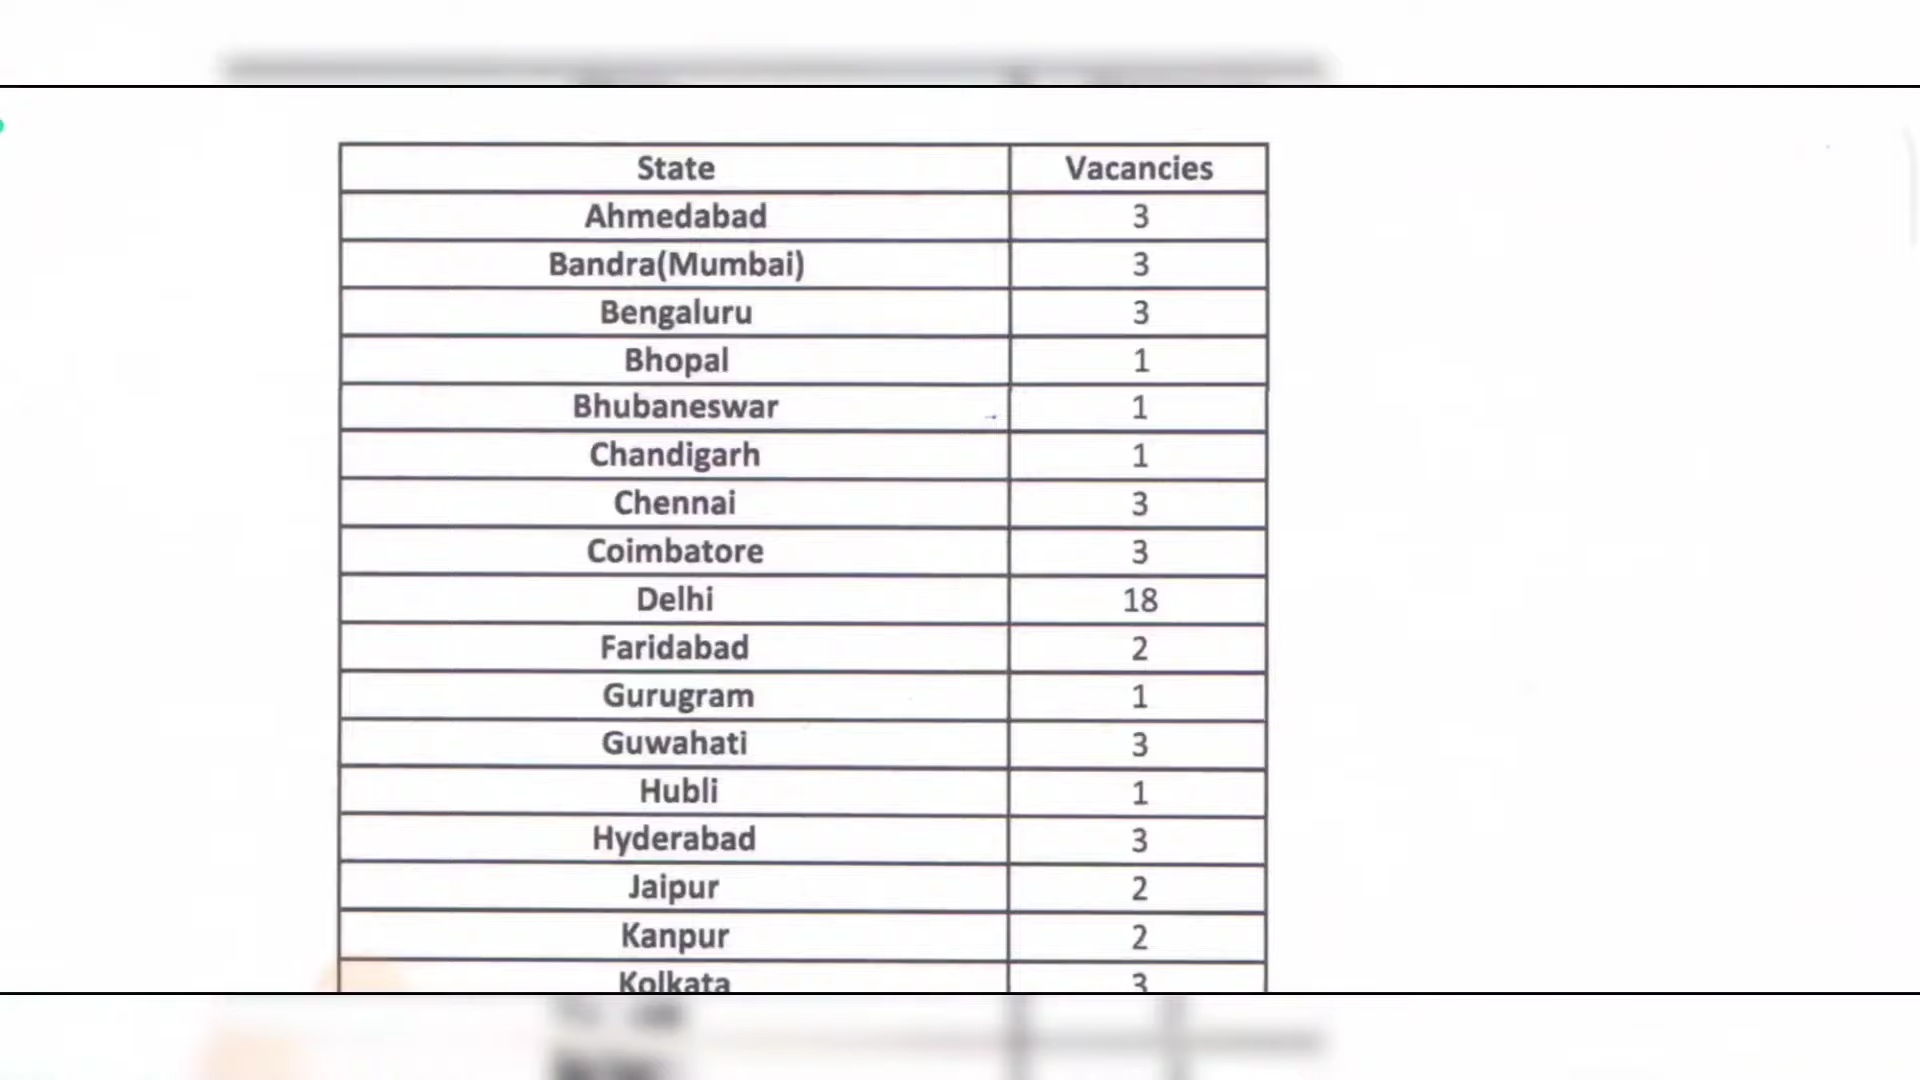 State Vacancies
Ahmedabad 3
Bandra(Mumbai) 3
Bengaluru 3
Bhopal 1
Bhubaneswar 1
Chandigarh 1
Chennai 3
Coimbatore 3
Delhi 18
Faridabad 2
Gurugram 1
Guwahati 3
Hubli 1
Hyderabad 3
Jaipur 2
Kanpur 2
Kolkata 3